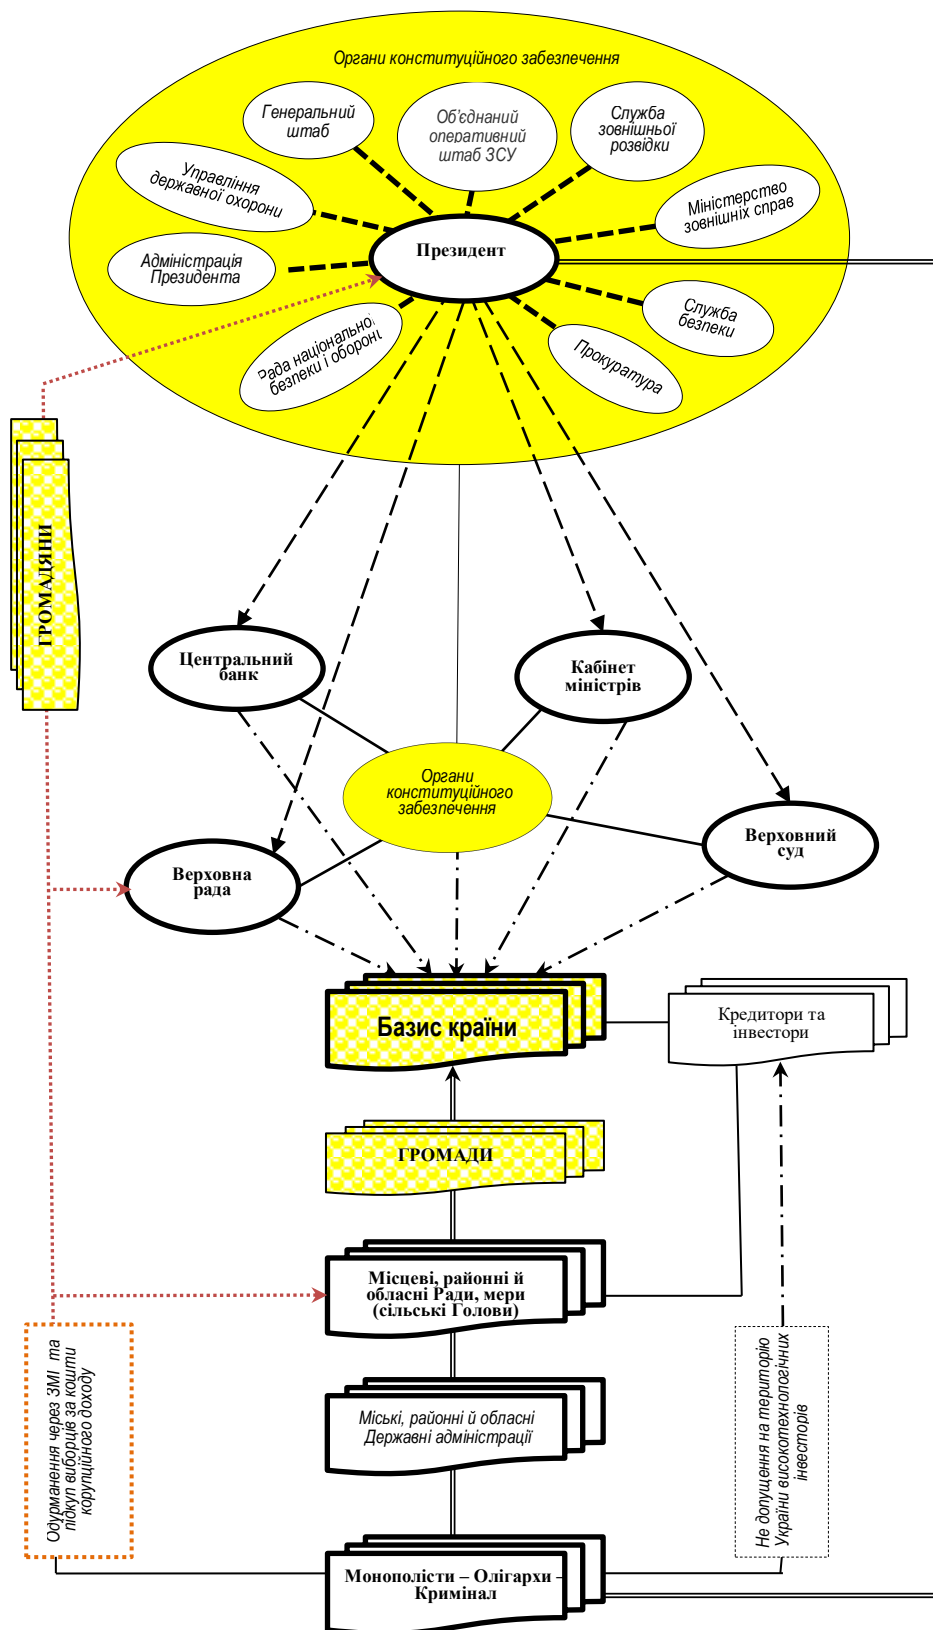 Органи конституційного забезпечення
Генеральний
штаб
Об’єднаний
оперативний
штаб ЗСУ
Служба
зовнішньої
розвідки
Управління
державної охорони
Міністерство
зовнішніх справ
Президент
Адміністрація
Президента
Служба
безпеки
Рада національної
безпеки і оборони
Прокуратура
ГРОМАДЯНИ
Центральний
банк
Кабінет
міністрів
Органи
конституційного
забезпечення
Верховний
суд
Верховна
рада
Базис країни
Кредитори та
інвестори
ГРОМАДИ
Місцеві, районні й
обласні Ради, мери
(сільські Голови)
Одурманення через ЗМІ та
підкуп виборців за кошти
корупційного доходу
Міські, районні й обласні
Державні адміністрації
Не допущення на територію
України високотехнологічних
інвесторів
Монополісти – Олігархи –
Кримінал